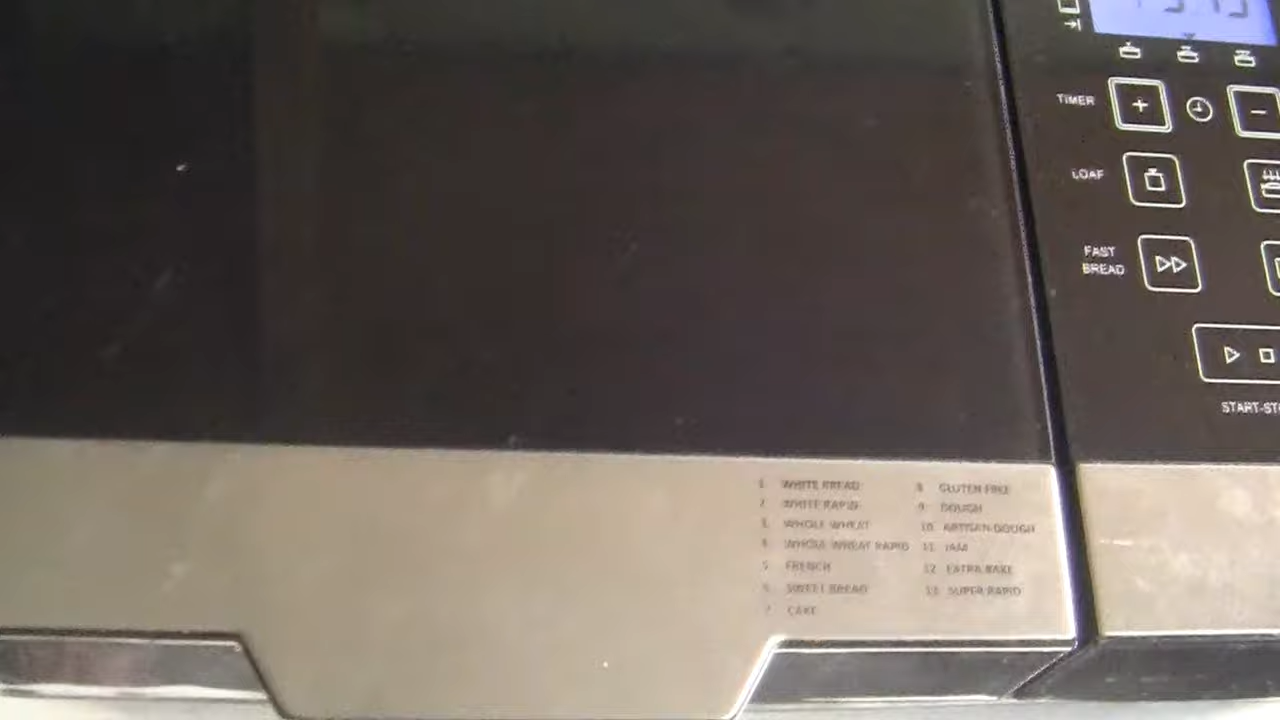 TIMER
+
−
LOAF
FAST
BREAD
START-ST
1 WHITE BREAD
2 WHITE RAPID
3 WHOLE WHEAT
4 WHOLE WHEAT RAPID
5 FRENCH
6 SWEET BREAD
7 CAKE
8 GLUTEN FREE
9 DOUGH
10 ARTISAN DOUGH
11 JAM
12 EXTRA BAKE
13 SUPER RAPID